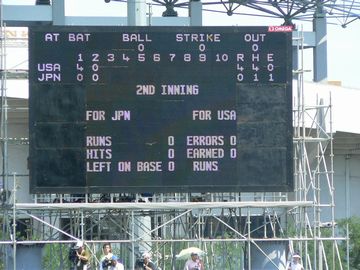 OMEGA
AT BAT BALL STRIKE OUT
0 0 0
1 2 3 4 5 6 7 8 9 10 R H E
USA 4 0 4 4 0
JPN 0 0 0 1 1
2ND INNING
FOR JPN FOR USA
RUNS 0 ERRORS 0
HITS 0 EARNED 0
LEFT ON BASE 0 RUNS